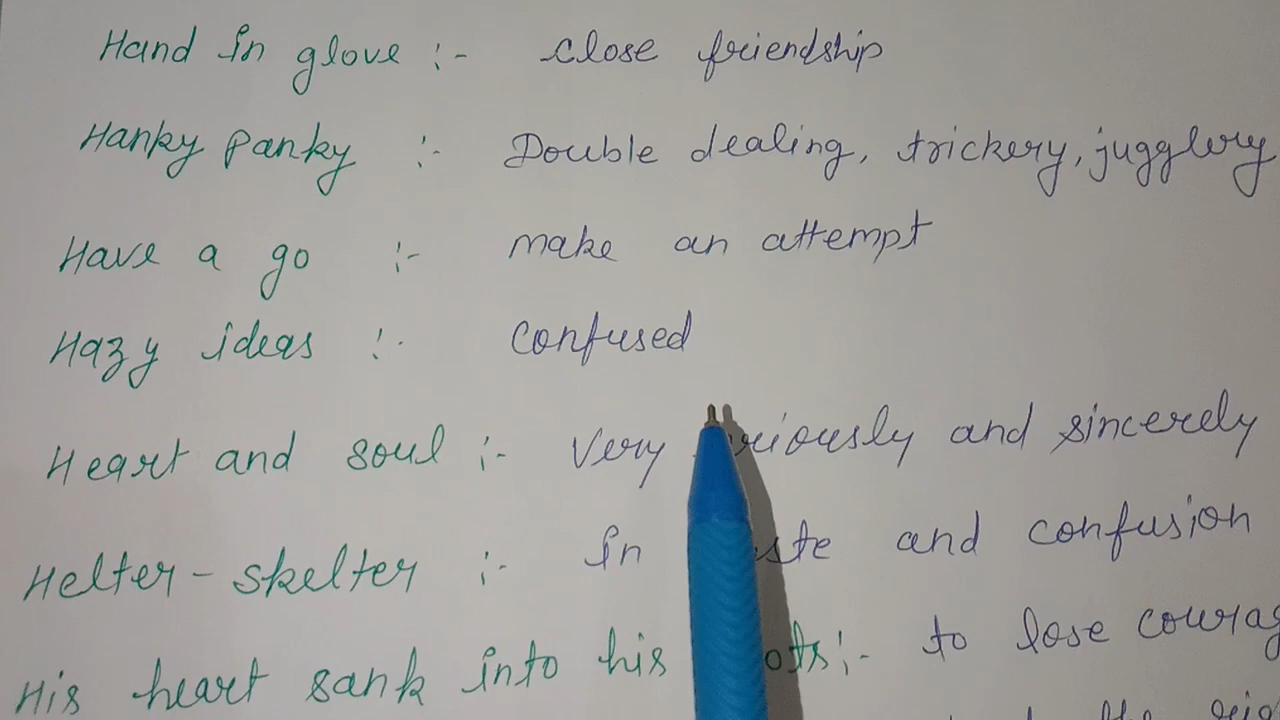 Hand in glove :- close friendship
Hanky panky :- Double dealing, trickery, jugglery
Have a go :- make an attempt
Hazy ideas :- confused
Heart and soul :- Very and sincerely
Helter-skelter :- In and confusion
His heart sank into his :- to lose
the